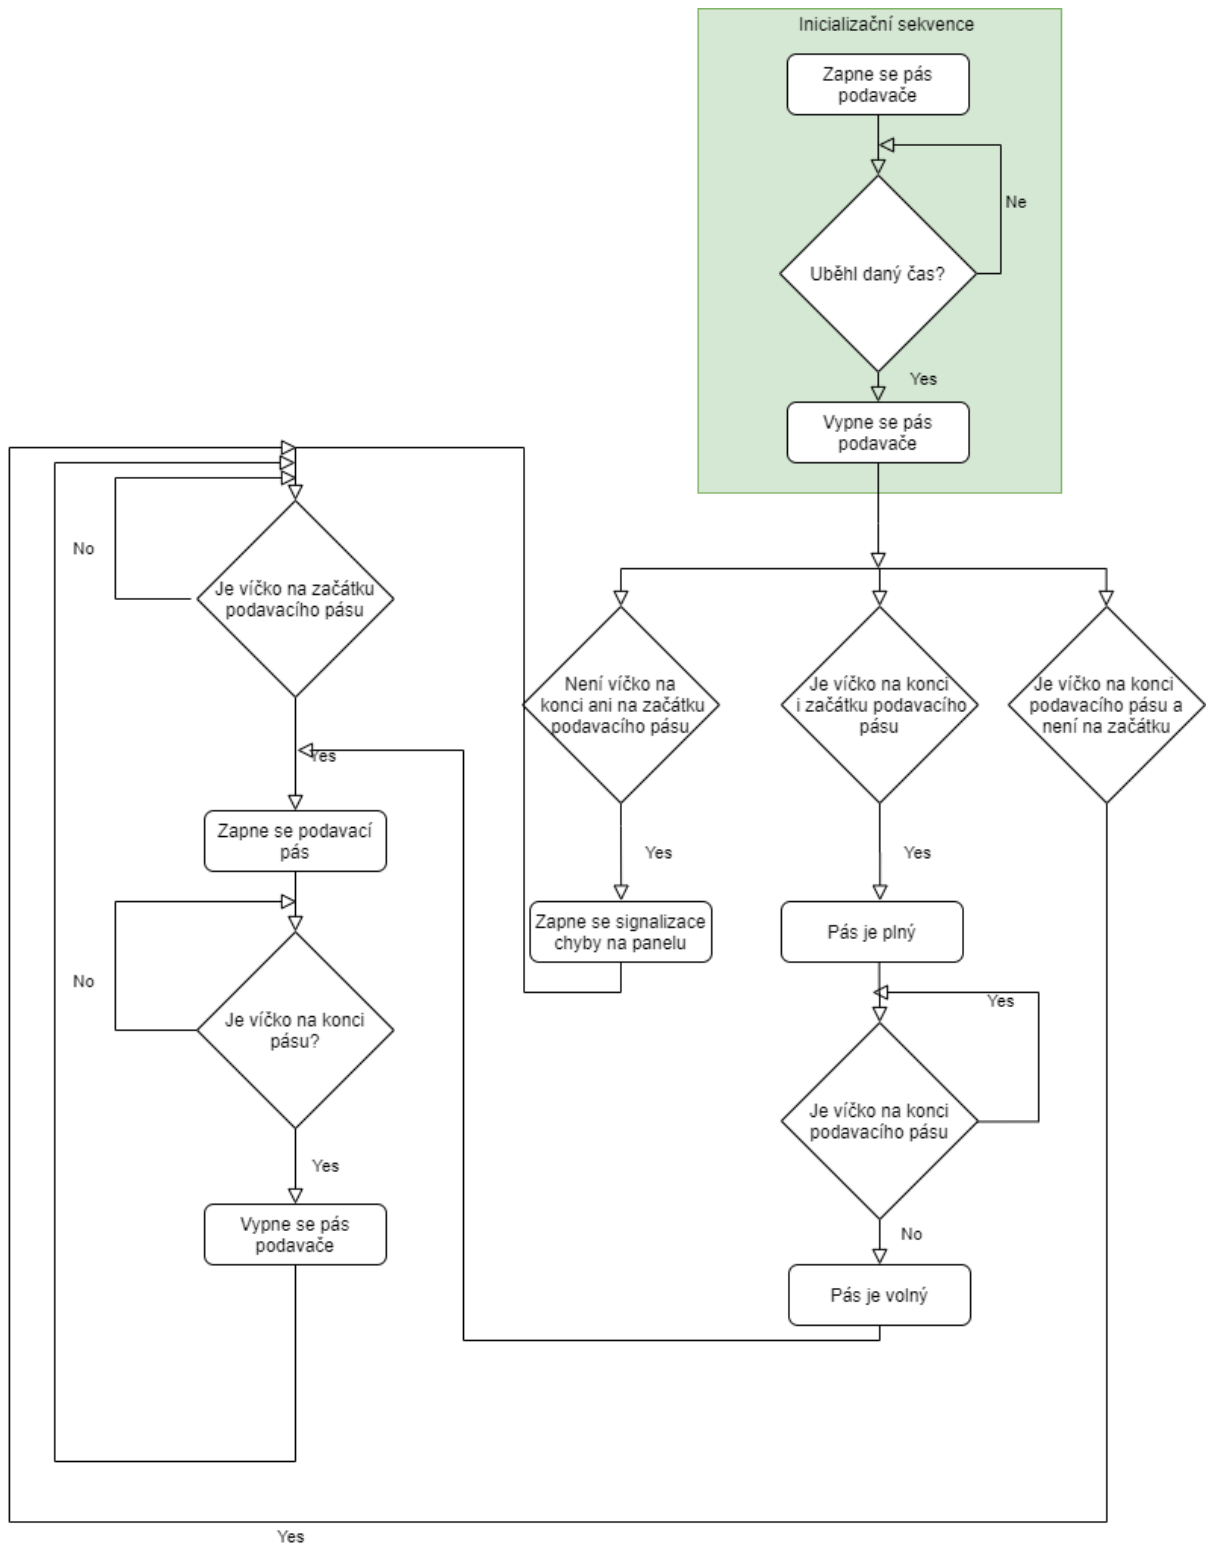 Inicializační sekvence
Zapne se pás
podavače
Ne
Uběhl daný čas?
Yes
Vypne se pás
podavače
No
Je víčko na začátku
podavacího pásu
Není víčko na
konci ani na začátku
podavacího pásu
Je víčko na konci
i začátku podavacího
pásu
Je víčko na konci
podavacího pásu a
není na začátku
Yes
Zapne se podavací
pás
Yes
Yes
Zapne se signalizace
chyby na panelu
Pás je plný
No
Yes
Je víčko na konci
pásu?
Je víčko na konci
podavacího pásu
Yes
No
Vypne se pás
podavače
Pás je volný
Yes